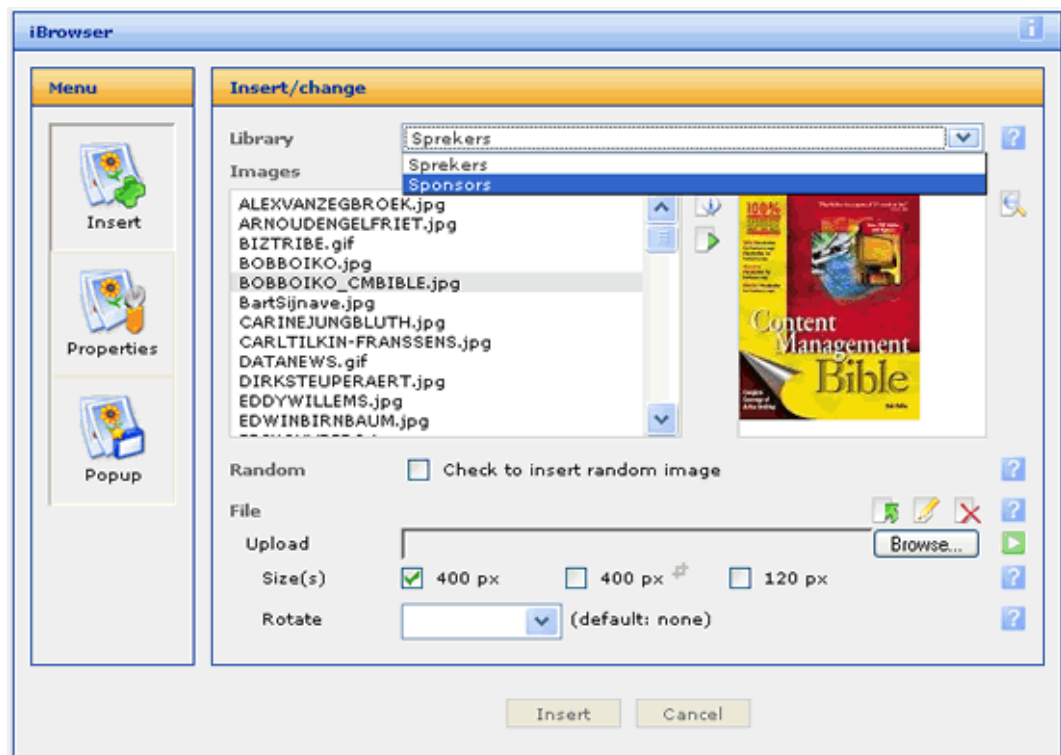 iBrowser
Menu
Insert
Properties
Popup
Insert/change
Library
Sprekers
Sprekers
Sponsors
Images
ALEXVANZEGBROEK.jpg
ARNOUDENGELFRIET.jpg
BIZTRIBE.gif
BOBBOIKO.jpg
BOBBOIKO_CMBIBLE.jpg
BartSijnave.jpg
CARINEJUNGBLUTH.jpg
CARLTILKIN-FRANSSENS.jpg
DATANEWS.gif
DIRKSTEUPERAERT.jpg
EDDYWILLEMS.jpg
EDWINBIRNBAUM.jpg
100%
Content
Management
Bible
Random
Check to insert random image
File
Upload
Browse...
Size(s)
400 px
400 px
120 px
Rotate
(default: none)
Insert
Cancel